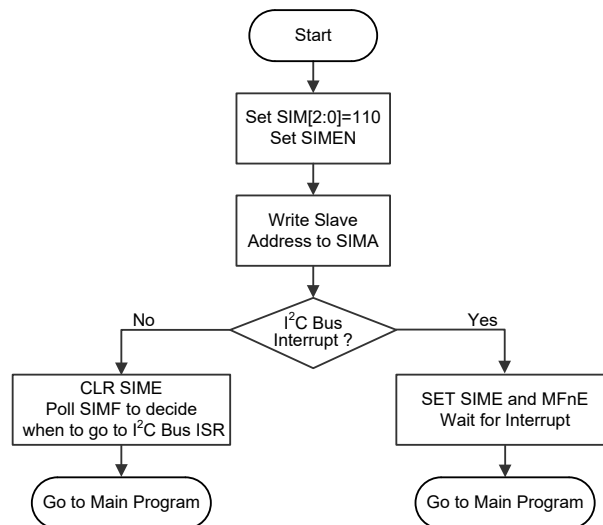 Start
Set SIM[2:0]=110
Set SIMEN
Write Slave
Address to SIMA
I²C Bus
Interrupt ?
No
Yes
CLR SIME
Poll SIMF to decide
when to go to I²C Bus ISR
SET SIME and MFnE
Wait for Interrupt
Go to Main Program
Go to Main Program